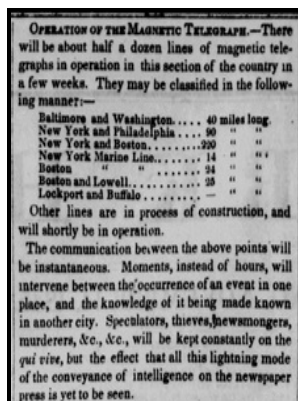 OPERATION OF THE MAGNETIC TELEGRAPH.—There
will be about half a dozen lines of magnetic tele-
graphs in operation in this section of the country in
a few weeks. They may be classified in the follow-
ing manner:—
Baltimore and Washington..... 40 miles long.
New York and Philadelphia.... 90 " "
New York and Boston......... 220 " "
New York Marine Line.... 14 " "
Boston " " ........ 24 " "
Boston and Lowell........ 25 " "
Lockport and Buffalo ........ — " "
Other lines are in process of construction, and
will shortly be in operation.
The communication between the above points will
be instantaneous. Moments, instead of hours, will
intervene between the occurrence of an event in one
place, and the knowledge of it being made known
in another city. Speculators, thieves, newsmongers,
murderers, &c., &c., will be kept constantly on the
qui vive, but the effect that all this lightning mode
of the conveyance of intelligence on the newspaper
press is yet to be seen.